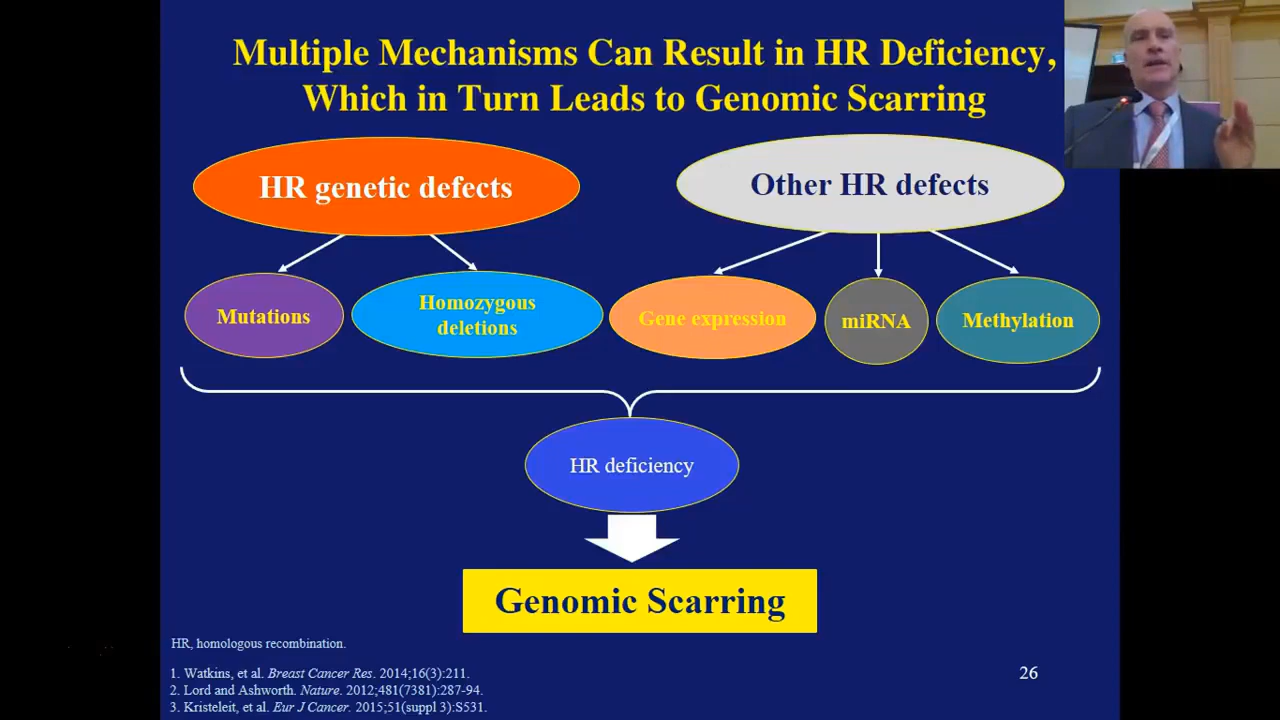 Multiple Mechanisms Can Result in HR Deficiency,
Which in Turn Leads to Genomic Scarring
HR genetic defects
Other HR defects
Mutations
Homozygous
deletions
Gene expression
miRNA
Methylation
HR deficiency
Genomic Scarring
HR, homologous recombination.
1. Watkins, et al. Breast Cancer Res. 2014;16(3):211.
2. Lord and Ashworth. Nature. 2012;481(7381):287-94.
3. Kristeleit, et al. Eur J Cancer. 2015;51(suppl 3):S531.
26